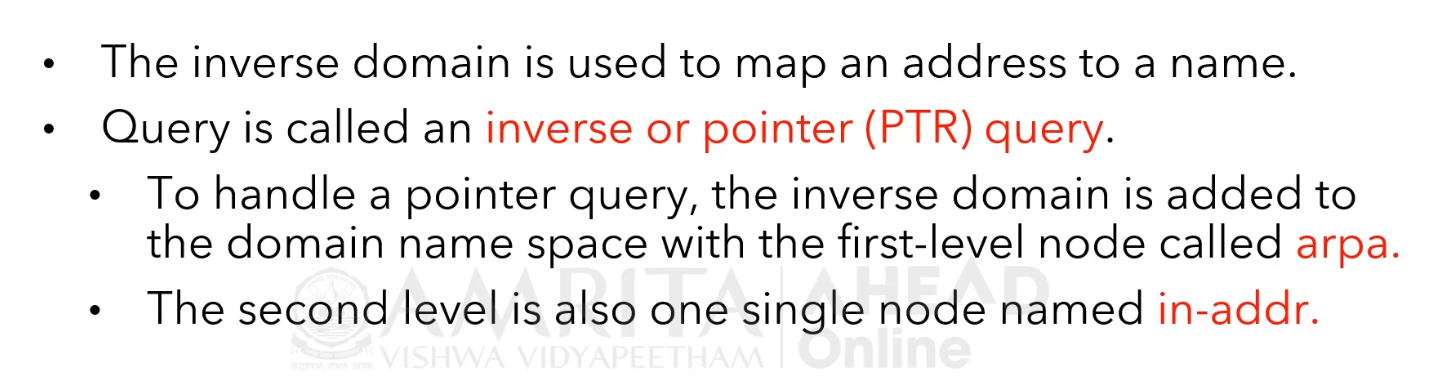 • The inverse domain is used to map an address to a name.
• Query is called an inverse or pointer (PTR) query.
• To handle a pointer query, the inverse domain is added to
the domain name space with the first-level node called arpa.
• The second level is also one single node named in-addr.
AMRITA AHEAD
VISHWA VIDYAPEETHAM Online